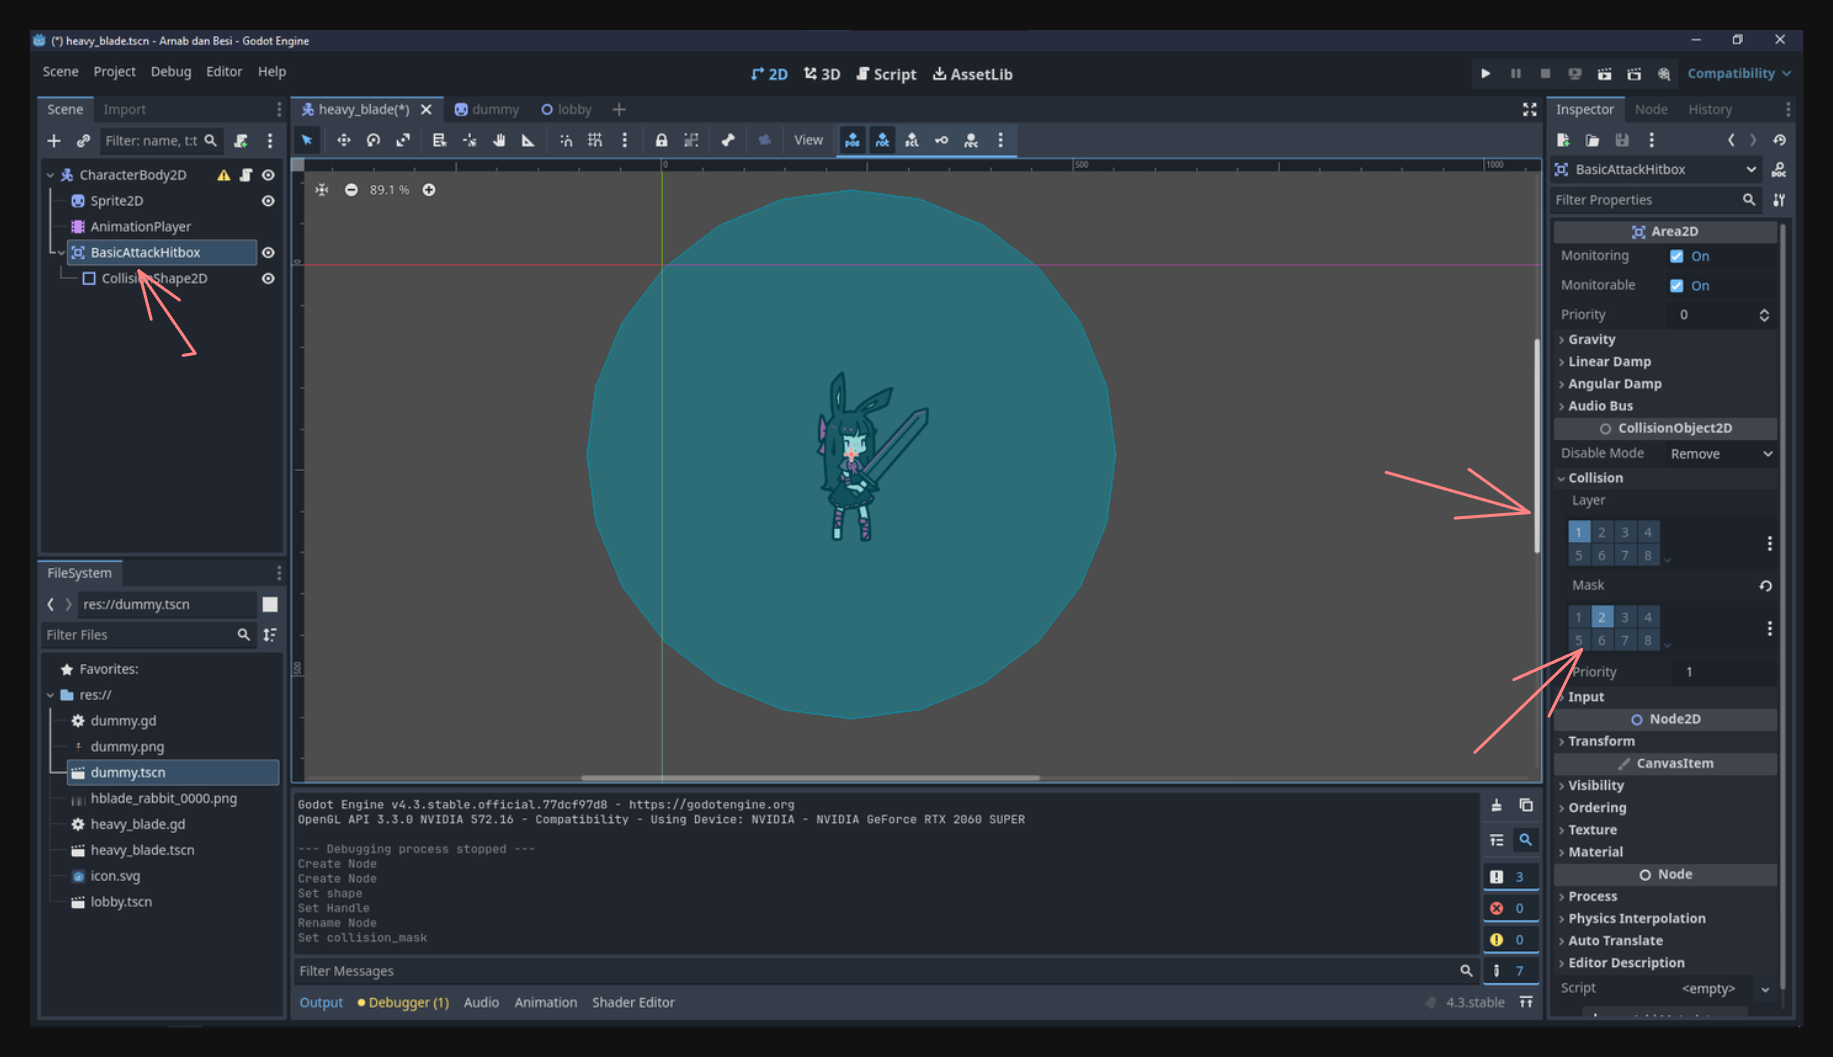 (*) heavy_blade.tscn - Arnab dan Besi - Godot Engine
Scene Project Debug Editor Help
2D 3D Script AssetLib
Compatibility
Scene Import
heavy_blade(*) dummy lobby
Inspector Node History
Filter: name, t:t
View
CharacterBody2D
Sprite2D
AnimationPlayer
BasicAttackHitbox
CollisionShape2D
0 500 1000
89.1 %
0
500
BasicAttackHitbox
Filter Properties
Area2D
Monitoring On
Monitorable On
Priority 0
Gravity
Linear Damp
Angular Damp
Audio Bus
CollisionObject2D
Disable Mode Remove
Collision
Layer
1 2 3 4
5 6 7 8
Mask
1 2 3 4
5 6 7 8
Priority 1
Input
Node2D
Transform
CanvasItem
Visibility
Ordering
Texture
Material
Node
Process
Physics Interpolation
Auto Translate
Editor Description
Script <empty>
FileSystem
res://dummy.tscn
Filter Files
Favorites:
res://
dummy.gd
dummy.png
dummy.tscn
hblade_rabbit_0000.png
heavy_blade.gd
heavy_blade.tscn
icon.svg
lobby.tscn
Godot Engine v4.3.stable.official.77dcf97d8 - https://godotengine.org
OpenGL API 3.3.0 NVIDIA 572.16 - Compatibility - Using Device: NVIDIA - NVIDIA GeForce RTX 2060 SUPER
--- Debugging process stopped ---
Create Node
Create Node
Set shape
Set Handle
Rename Node
Set collision_mask
3
0
0
7
Filter Messages
Output Debugger (1) Audio Animation Shader Editor
4.3.stable